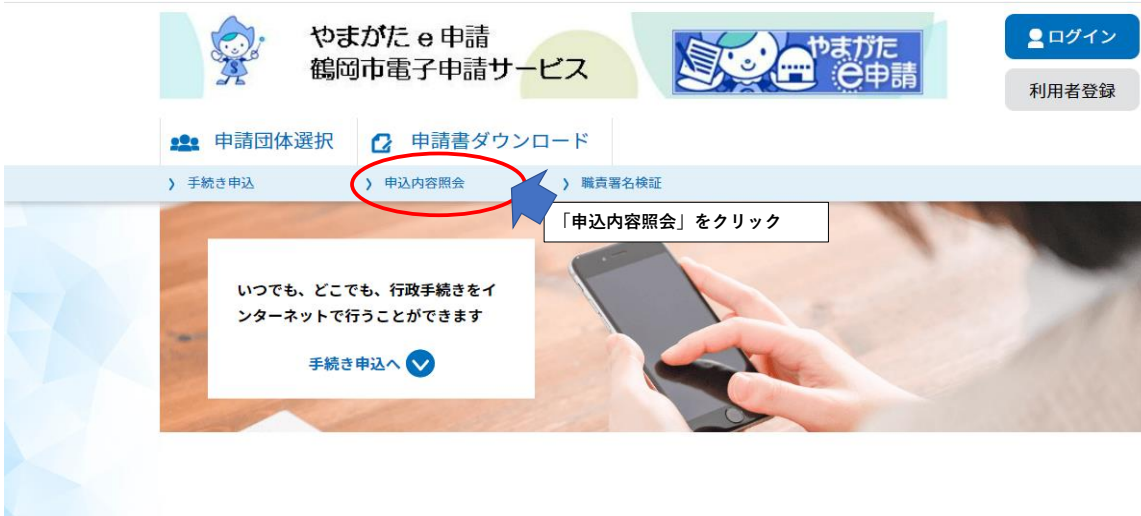 やまがた e 申請
鶴岡市電子申請サービス
やまがた
e申請
ログイン
利用者登録
申請団体選択
申請書ダウンロード
手続き申込
申込内容照会
職責署名検証
「申込内容照会」をクリック
いつでも、どこでも、行政手続きをイ
ンターネットで行うことができます
手続き申込へ